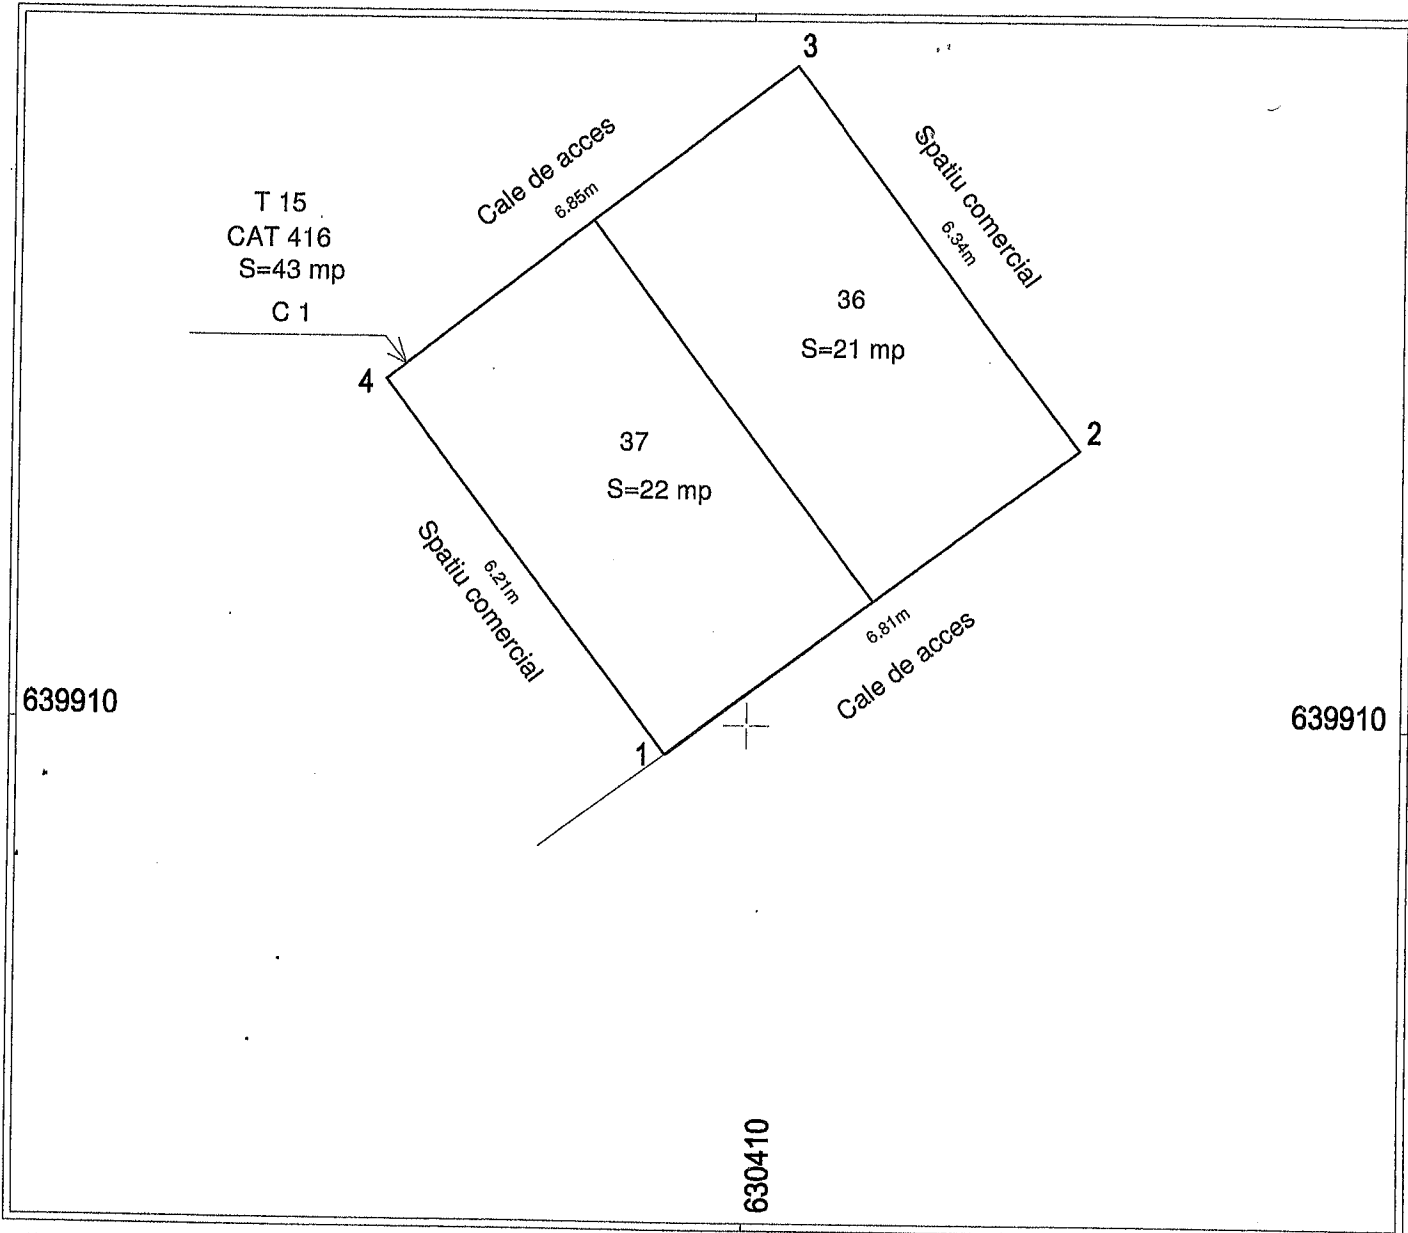 3
Cale de acces
6.85m
Spatiu comercial
6.34m
T 15
CAT 416
S=43 mp
C 1
36
S=21 mp
4
2
37
S=22 mp
Spatiu comercial
6.21m
6.81m
Cale de acces
639910
639910
1
630410